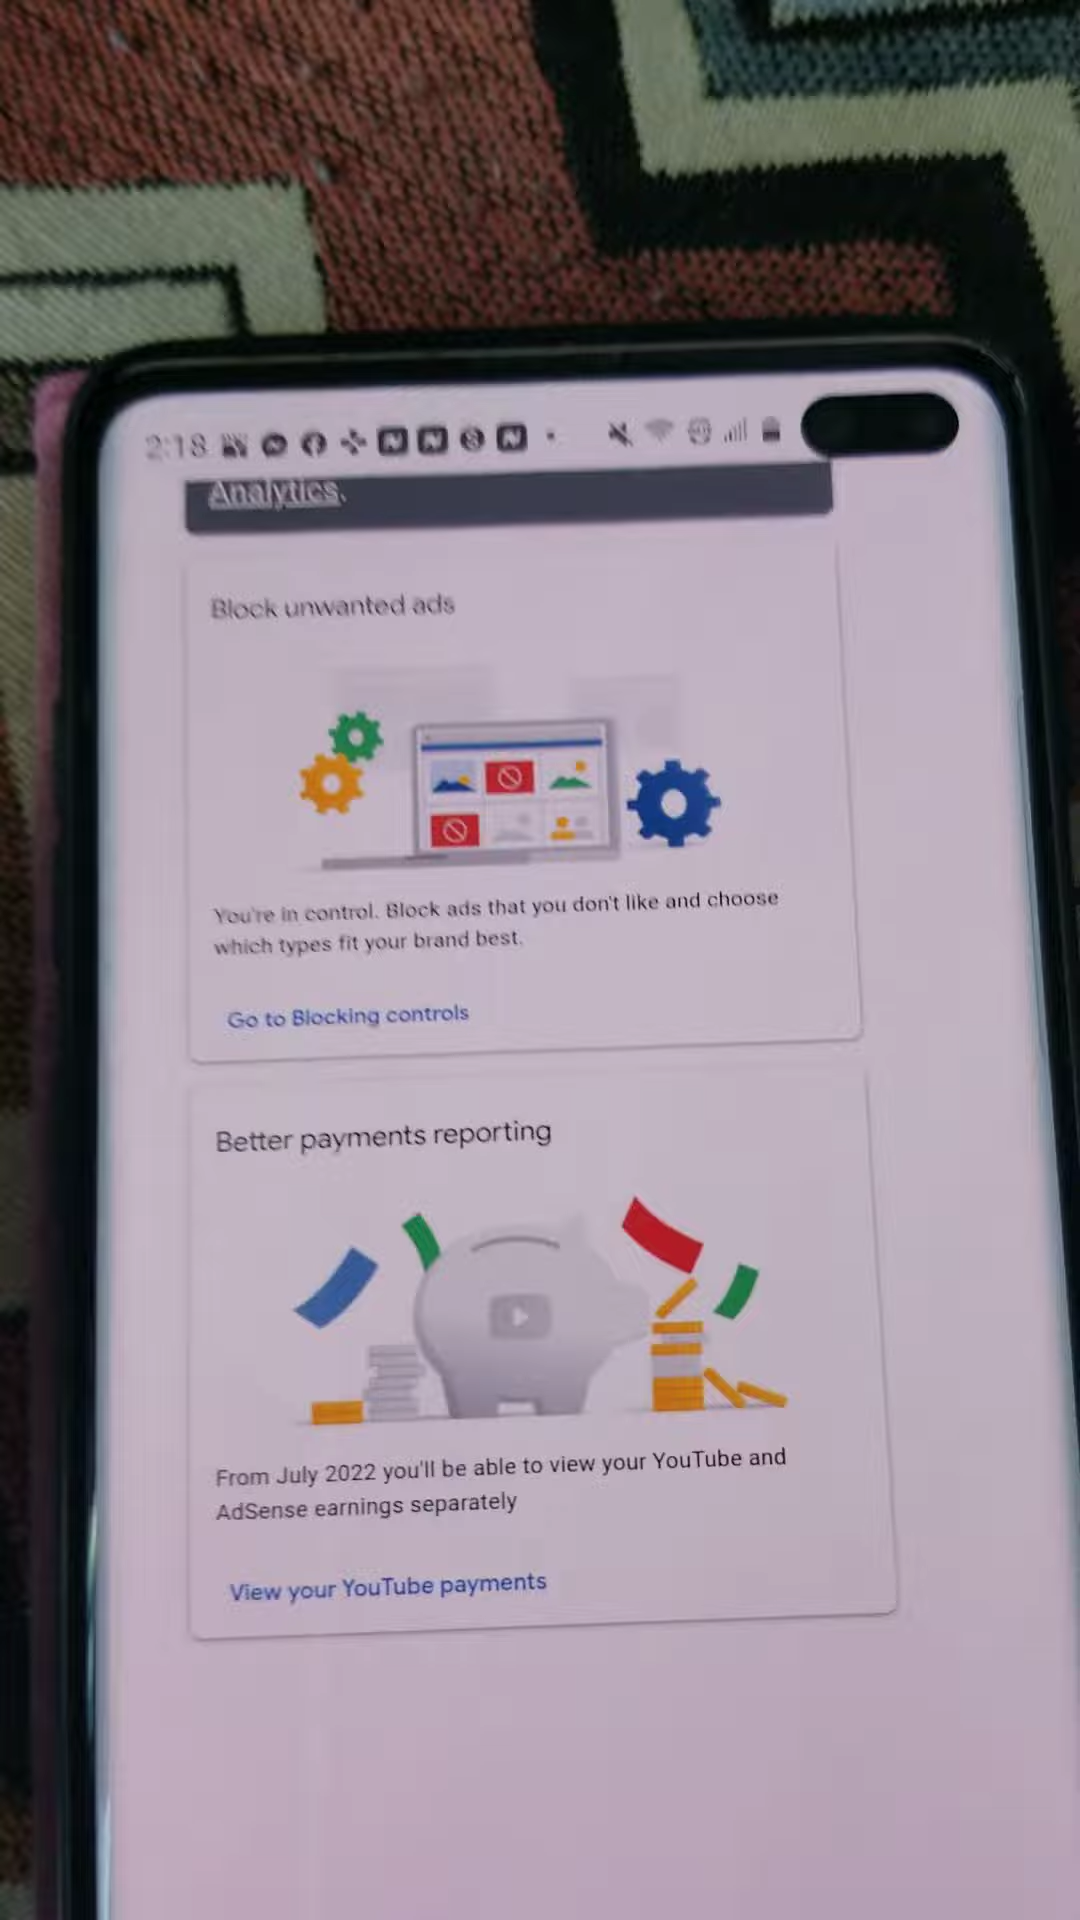 2:18
Analytics.
Block unwanted ads
You're in control. Block ads that you don't like and choose
which types fit your brand best.
Go to Blocking controls
Better payments reporting
From July 2022 you'll be able to view your YouTube and
AdSense earnings separately
View your YouTube payments